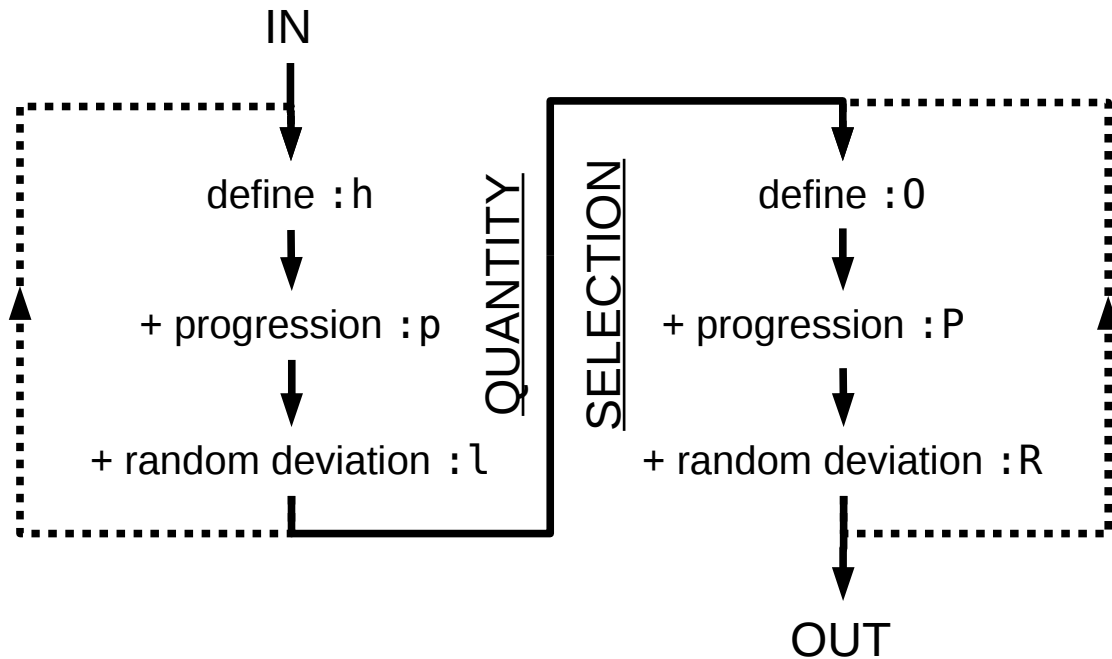 IN
define :h
+ progression :p
+ random deviation :l
QUANTITY
SELECTION
define :O
+ progression :P
+ random deviation :R
OUT